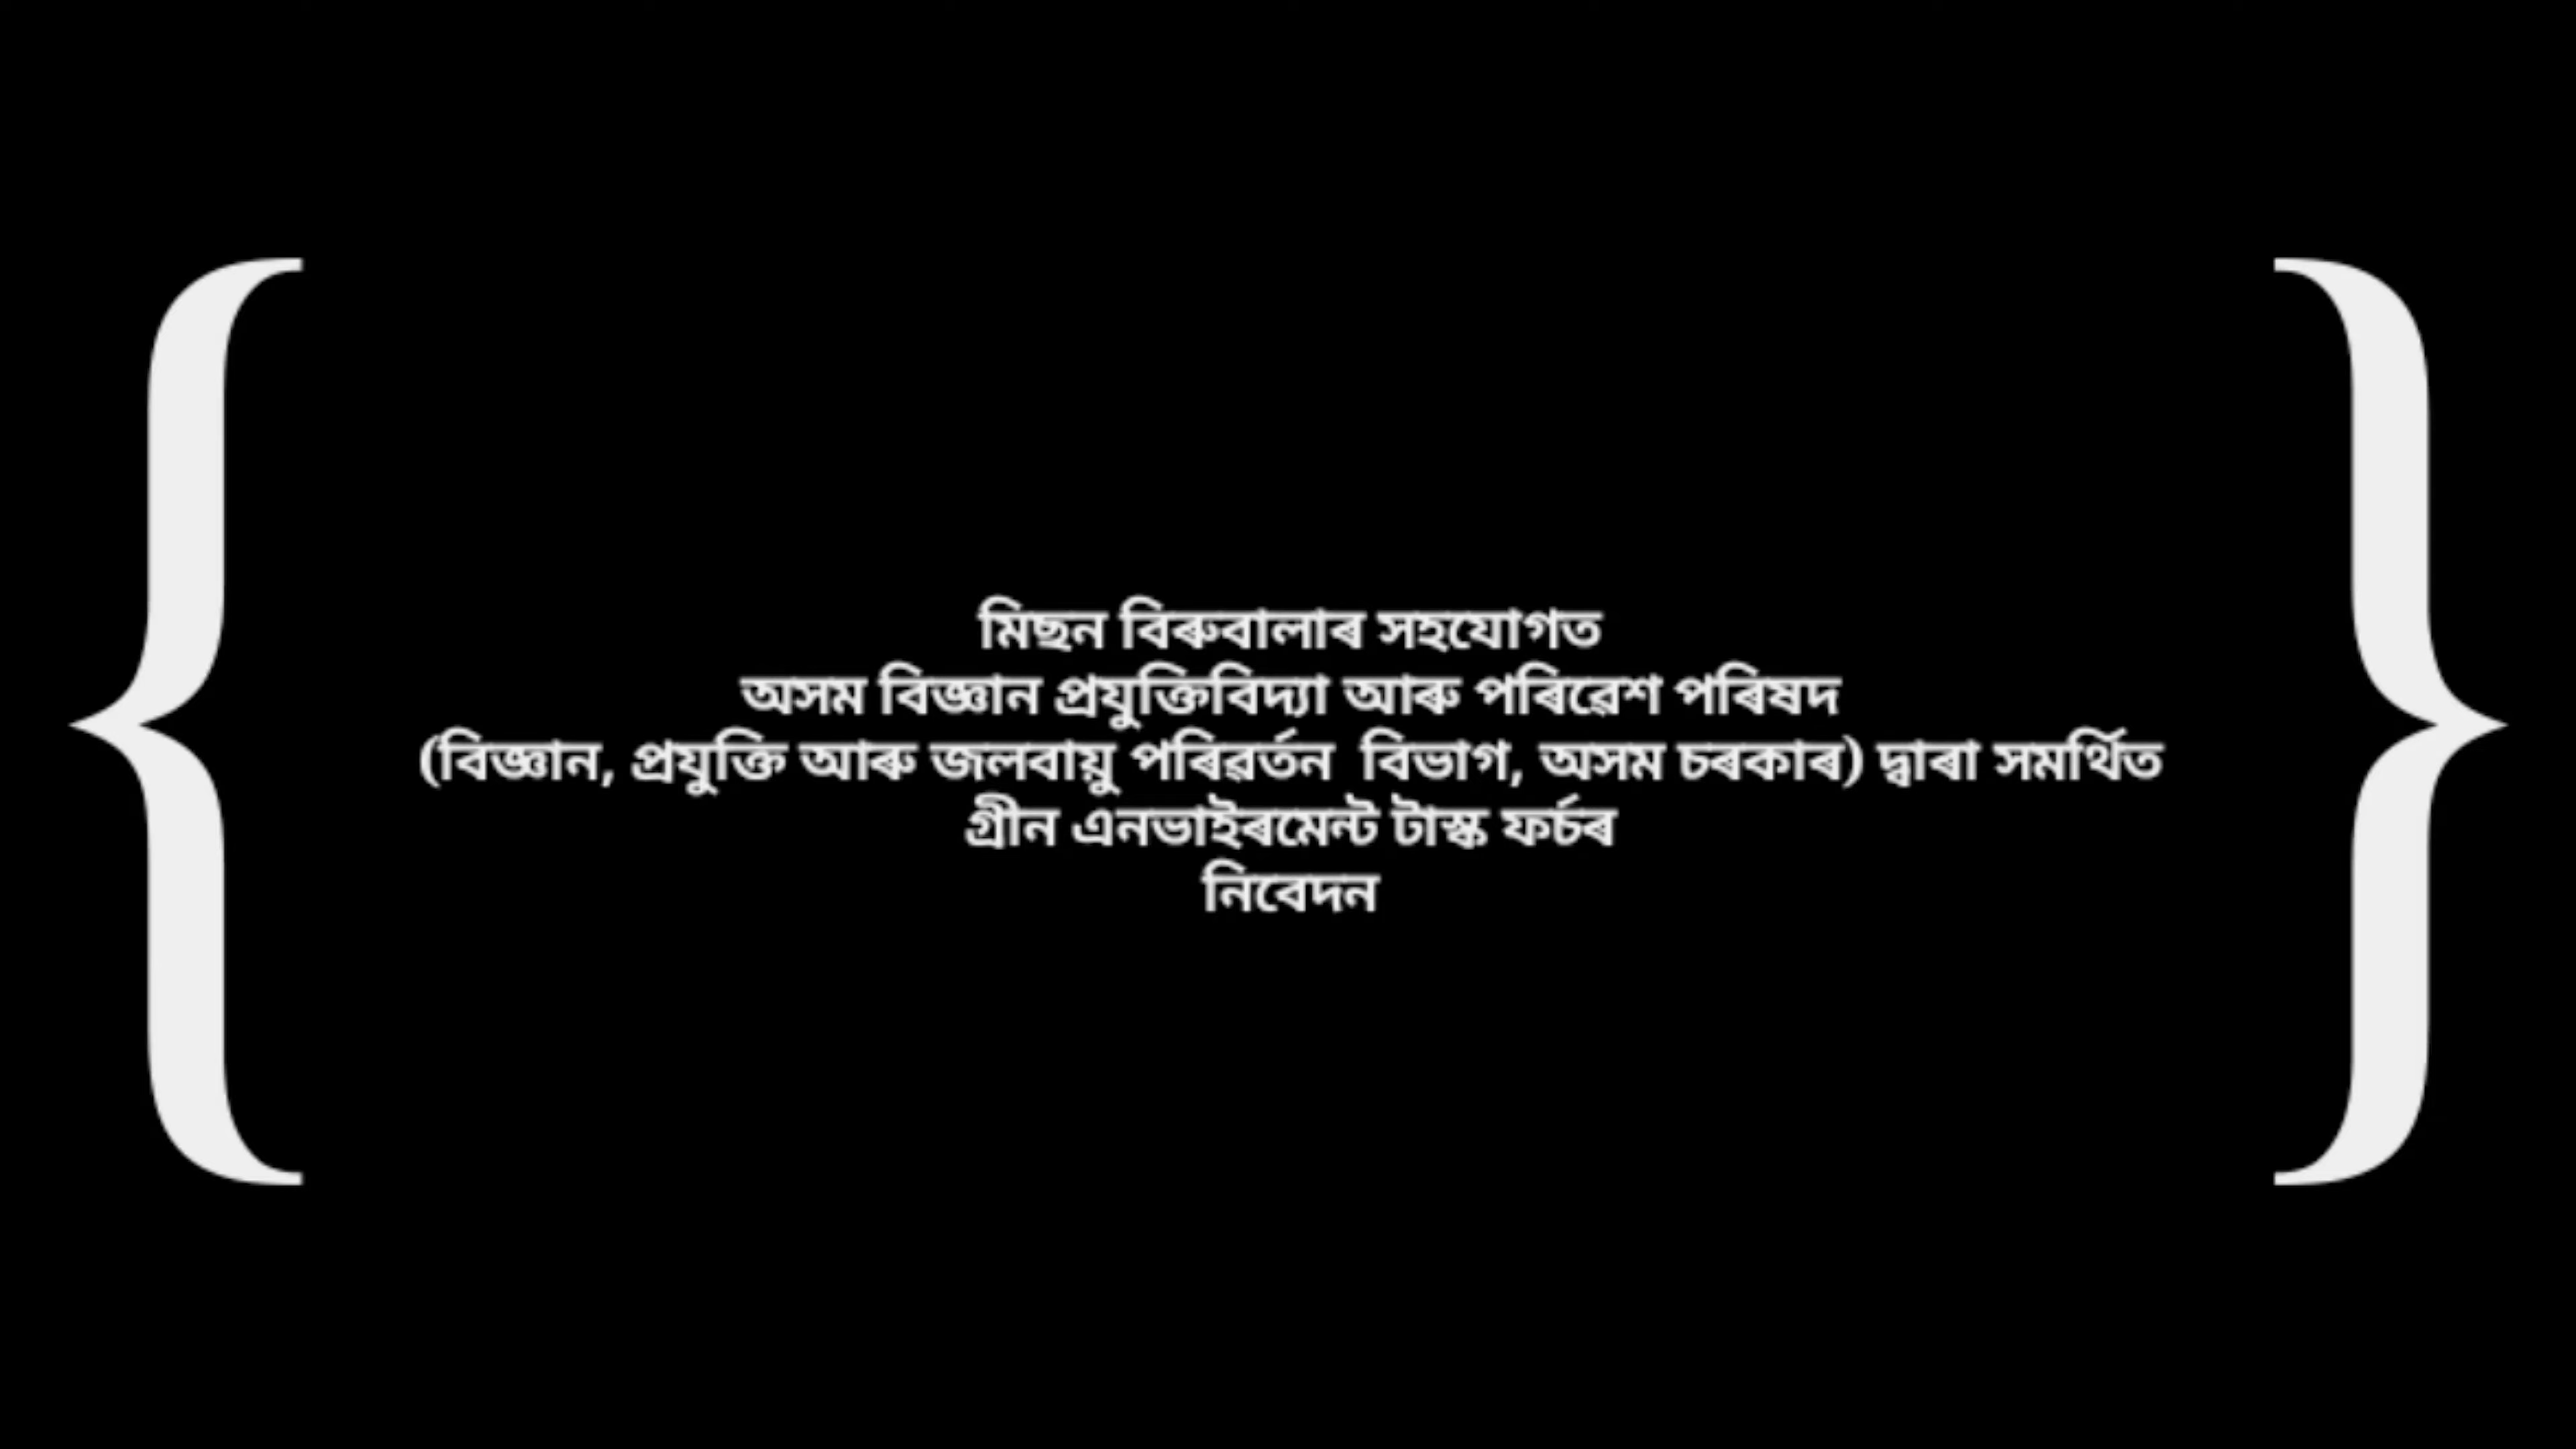 মিছন বিৰুবালাৰ সহযোগত
অসম বিজ্ঞান প্ৰযুক্তিবিদ্যা আৰু পৰিৱেশ পৰিষদ
(বিজ্ঞান, প্ৰযুক্তি আৰু জলবায়ু পৰিৱৰ্তন  বিভাগ, অসম চৰকাৰ) দ্বাৰা সমৰ্থিত
গ্ৰীন এনভাইৰমেন্ট টাস্ক ফৰ্চৰ
নিবেদন